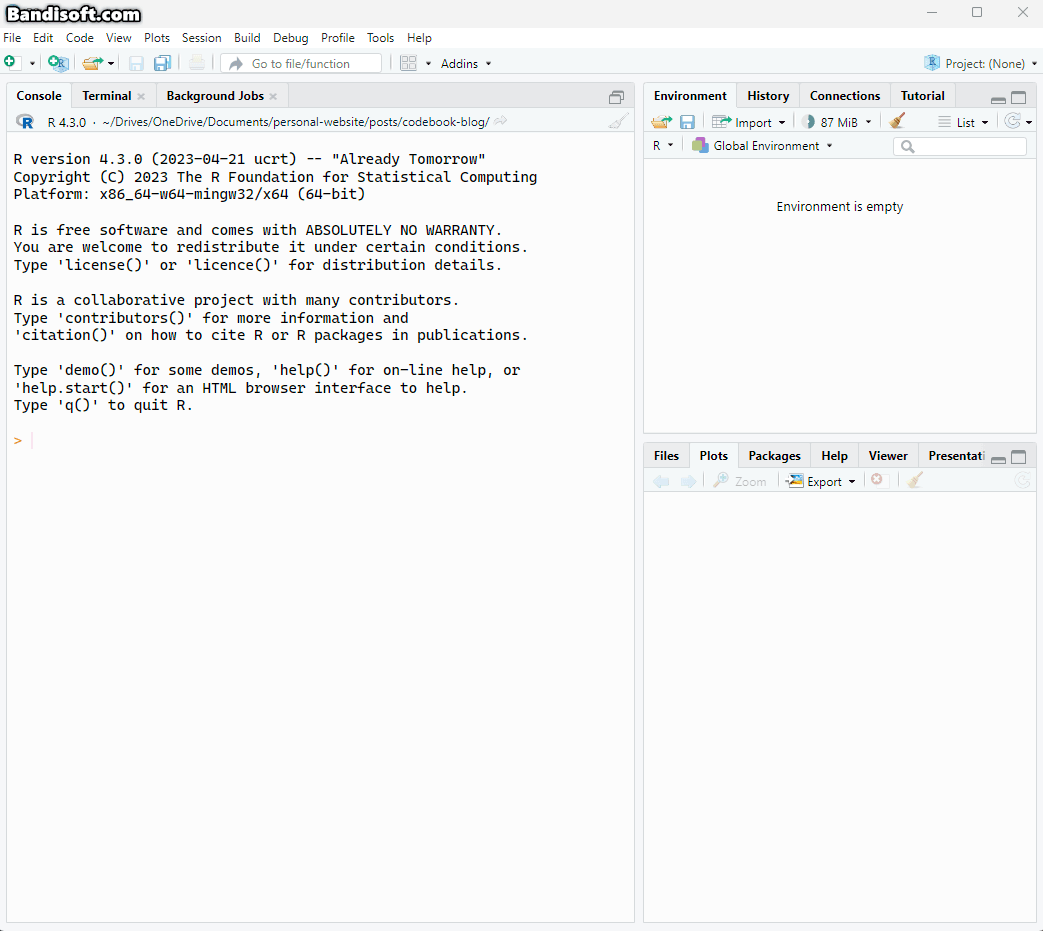 Bandisoft.com
File Edit Code View Plots Session Build Debug Profile Tools Help
Go to file/function Addins Project: (None)
Console Terminal Background Jobs
R 4.3.0 · ~/Drives/OneDrive/Documents/personal-website/posts/codebook-blog/
R version 4.3.0 (2023-04-21 ucrt) -- "Already Tomorrow"
Copyright (C) 2023 The R Foundation for Statistical Computing
Platform: x86_64-w64-mingw32/x64 (64-bit)
R is free software and comes with ABSOLUTELY NO WARRANTY.
You are welcome to redistribute it under certain conditions.
Type 'license()' or 'licence()' for distribution details.
R is a collaborative project with many contributors.
Type 'contributors()' for more information and
'citation()' on how to cite R or R packages in publications.
Type 'demo()' for some demos, 'help()' for on-line help, or
'help.start()' for an HTML browser interface to help.
Type 'q()' to quit R.
>
Environment History Connections Tutorial
Import 87 MiB List
R Global Environment
Environment is empty
Files Plots Packages Help Viewer Presentati
Zoom Export